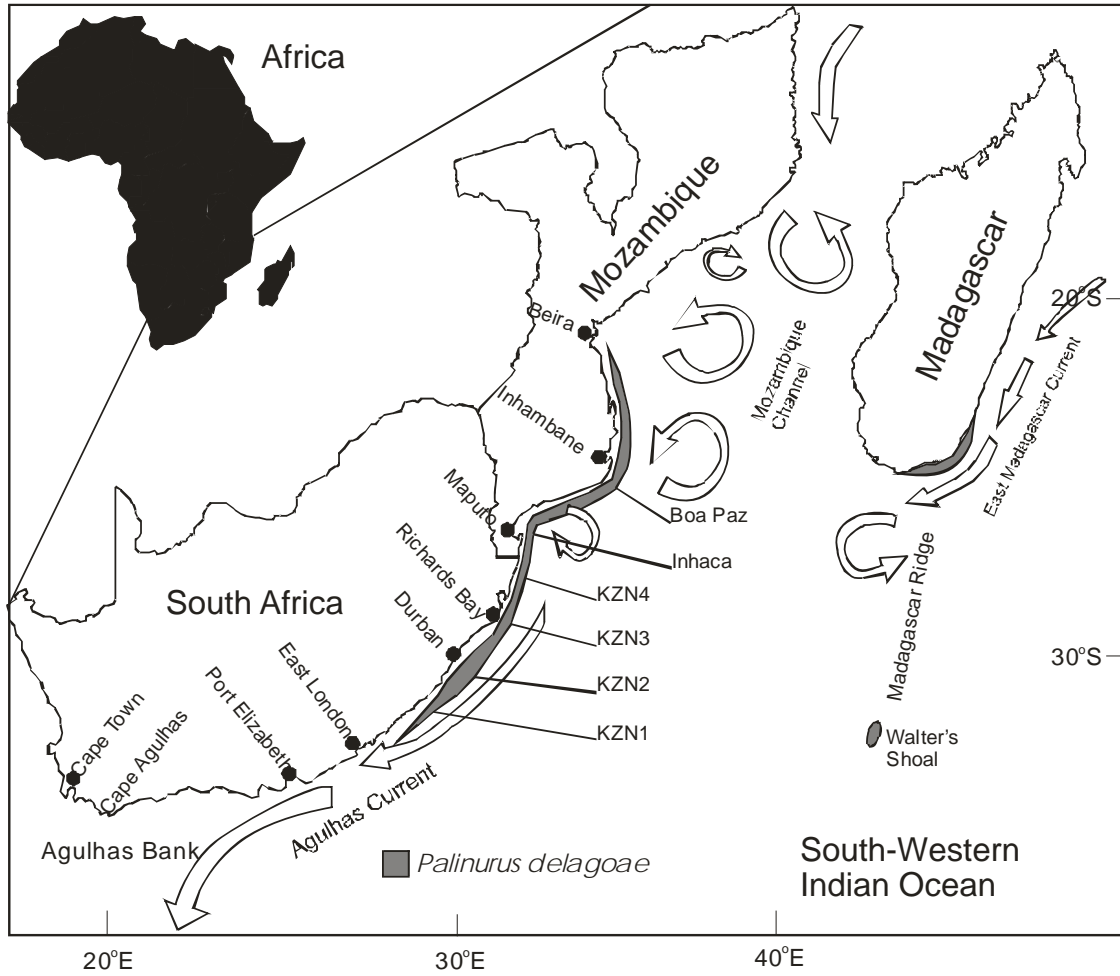 Africa
Mozambique
Madagascar
Beira
20°S
Mozambique
Channel
East Madagascar Current
Inhambane
Maputo
Boa Paz
Inhaca
Richards Bay
KZN4
South Africa
Durban
KZN3
Madagascar Ridge
30°S
East London
KZN2
Port Elizabeth
KZN1
Cape Town
Cape Agulhas
Walter's
Shoal
Agulhas Current
Agulhas Bank
Palinurus delagoae
South-Western
Indian Ocean
20°E
30°E
40°E